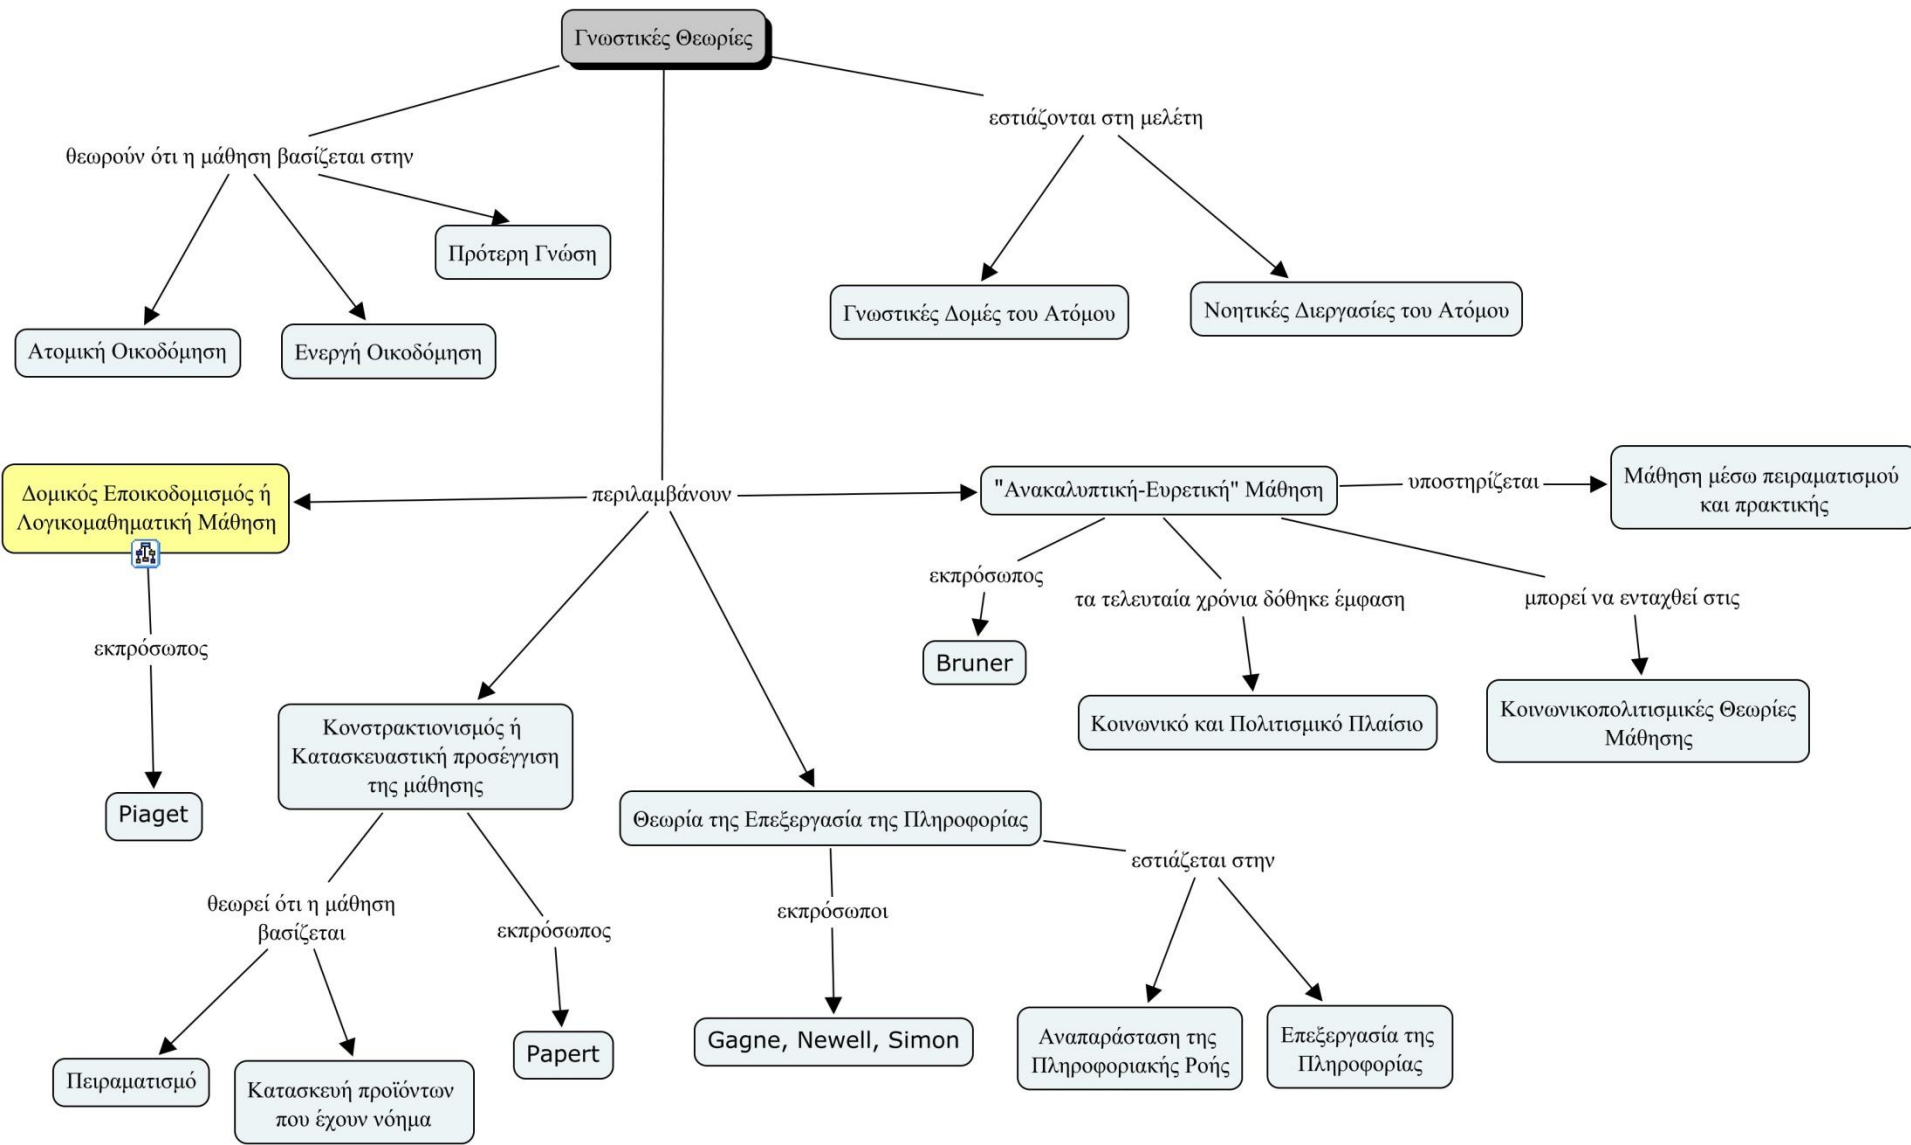 Γνωστικές Θεωρίες
εστιάζονται στη μελέτη
θεωρούν ότι η μάθηση βασίζεται στην
Πρότερη Γνώση
Ατομική Οικοδόμηση
Ενεργή Οικοδόμηση
Γνωστικές Δομές του Ατόμου
Νοητικές Διεργασίες του Ατόμου
Δομικός Εποικοδομισμός ή
Λογικομαθηματική Μάθηση
περιλαμβάνουν
"Ανακαλυπτική-Ευρετική" Μάθηση
υποστηρίζεται
Μάθηση μέσω πειραματισμού
και πρακτικής
εκπρόσωπος
τα τελευταία χρόνια δόθηκε έμφαση
μπορεί να ενταχθεί στις
εκπρόσωπος
Bruner
Κοινωνικό και Πολιτισμικό Πλαίσιο
Κοινωνικοπολιτισμικές Θεωρίες
Μάθησης
Piaget
Κονστρακτιονισμός ή
Κατασκευαστική προσέγγιση
της μάθησης
Θεωρία της Επεξεργασία της Πληροφορίας
θεωρεί ότι η μάθηση
βασίζεται
εκπρόσωπος
εκπρόσωποι
εστιάζεται στην
Πειραματισμό
Κατασκευή προϊόντων
που έχουν νόημα
Papert
Gagne, Newell, Simon
Αναπαράσταση της
Πληροφοριακής Ροής
Επεξεργασία της
Πληροφορίας